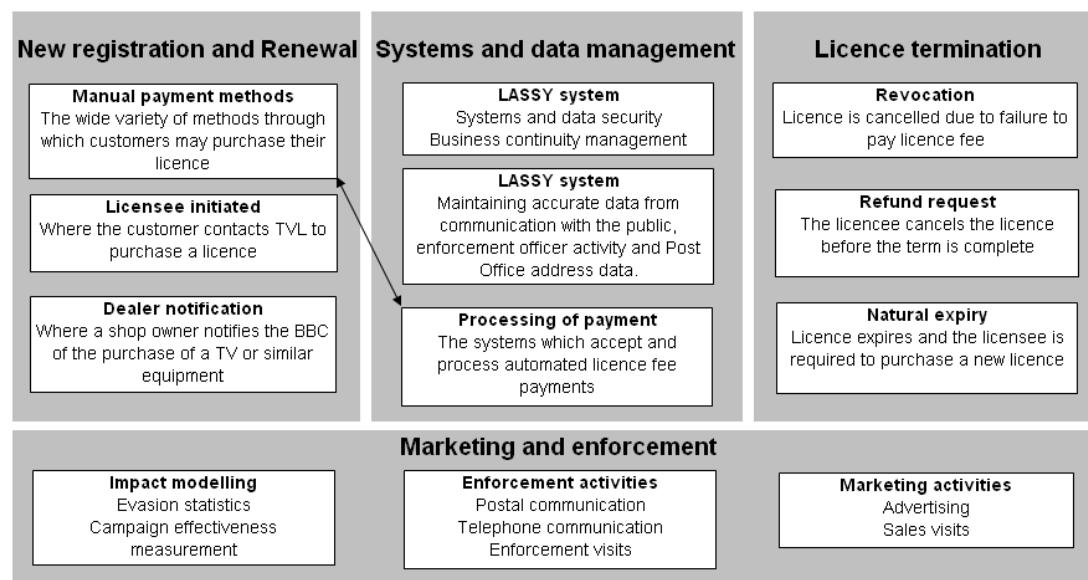 New registration and Renewal
Manual payment methods
The wide variety of methods through
which customers may purchase their
licence
Licensee initiated
Where the customer contacts TVL to
purchase a licence
Dealer notification
Where a shop owner notifies the BBC
of the purchase of a TV or similar
equipment
Systems and data management
LASSY system
Systems and data security
Business continuity management
LASSY system
Maintaining accurate data from
communication with the public,
enforcement officer activity and Post
Office address data.
Processing of payment
The systems which accept and
process automated licence fee
payments
Licence termination
Revocation
Licence is cancelled due to failure to
pay licence fee
Refund request
The licencee cancels the licence
before the term is complete
Natural expiry
Licence expires and the licensee is
required to purchase a new licence
Marketing and enforcement
Impact modelling
Evasion statistics
Campaign effectiveness
measurement
Enforcement activities
Postal communication
Telephone communication
Enforcement visits
Marketing activities
Advertising
Sales visits